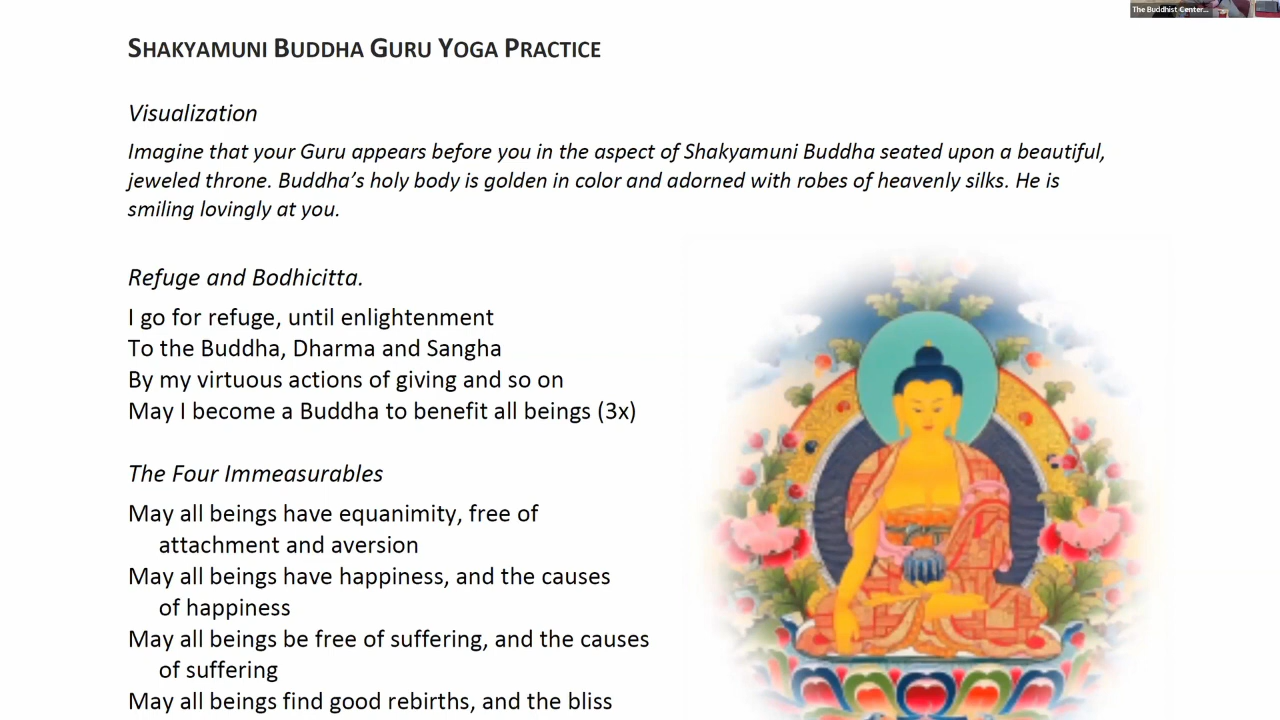 The Buddhist Center...
SHAKYAMUNI BUDDHA GURU YOGA PRACTICE
Visualization
Imagine that your Guru appears before you in the aspect of Shakyamuni Buddha seated upon a beautiful,
jeweled throne. Buddha’s holy body is golden in color and adorned with robes of heavenly silks. He is
smiling lovingly at you.
Refuge and Bodhicitta.
I go for refuge, until enlightenment
To the Buddha, Dharma and Sangha
By my virtuous actions of giving and so on
May I become a Buddha to benefit all beings (3x)
The Four Immeasurables
May all beings have equanimity, free of
attachment and aversion
May all beings have happiness, and the causes
of happiness
May all beings be free of suffering, and the causes
of suffering
May all beings find good rebirths, and the bliss